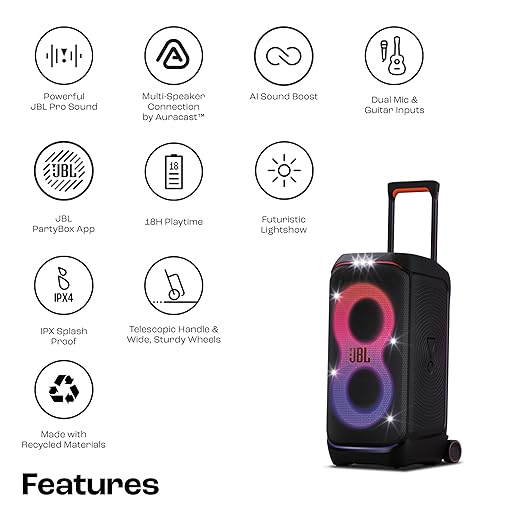 Powerful
JBL Pro Sound
Multi-Speaker
Connection
by Auracast™
AI Sound Boost
Dual Mic &
Guitar Inputs
JBL
JBL
PartyBox App
18
18H Playtime
Futuristic
Lightshow
IPX4
IPX Splash
Proof
Telescopic Handle &
Wide, Sturdy Wheels
JBL
Made with
Recycled Materials
Features